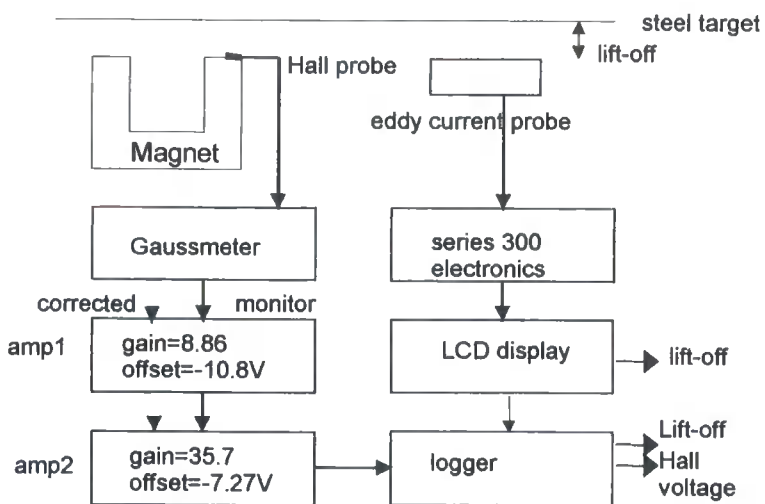 steel target
lift-off
Hall probe
eddy current probe
Magnet
Gaussmeter
series 300
electronics
corrected
monitor
amp1
gain=8.86
offset=-10.8V
LCD display
lift-off
amp2
gain=35.7
offset=-7.27V
logger
Lift-off
Hall
voltage